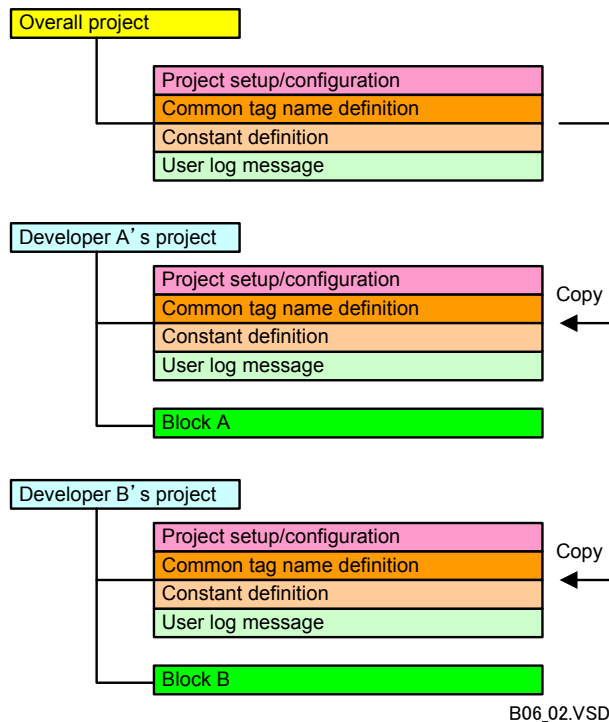 Overall project
Project setup/configuration
Common tag name definition
Constant definition
User log message
Developer A's project
Project setup/configuration
Common tag name definition
Constant definition
User log message
Copy
Block A
Developer B's project
Project setup/configuration
Common tag name definition
Constant definition
User log message
Copy
Block B
B06_02.VSD